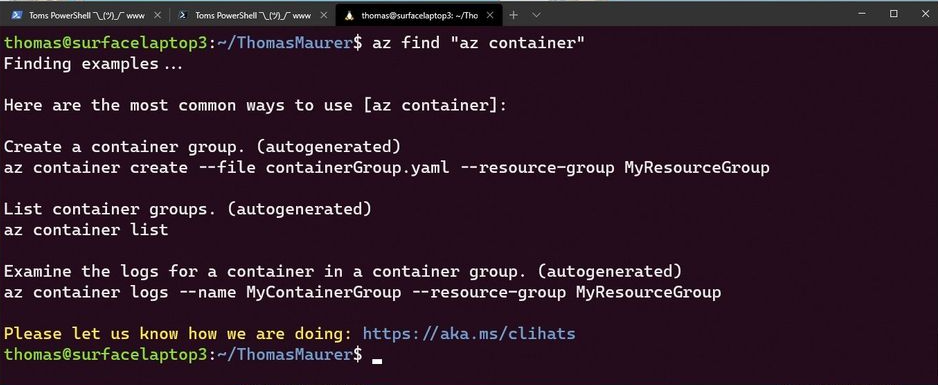 Toms PowerShell ¯\_(ツ)_/¯ www
Toms PowerShell ¯\_(ツ)_/¯ www
thomas@surfacelaptop3: ~/Tho
thomas@surfacelaptop3:~/ThomasMaurer$ az find "az container"
Finding examples...
Here are the most common ways to use [az container]:
Create a container group. (autogenerated)
az container create --file containerGroup.yaml --resource-group MyResourceGroup
List container groups. (autogenerated)
az container list
Examine the logs for a container in a container group. (autogenerated)
az container logs --name MyContainerGroup --resource-group MyResourceGroup
Please let us know how we are doing: https://aka.ms/clihats
thomas@surfacelaptop3:~/ThomasMaurer$